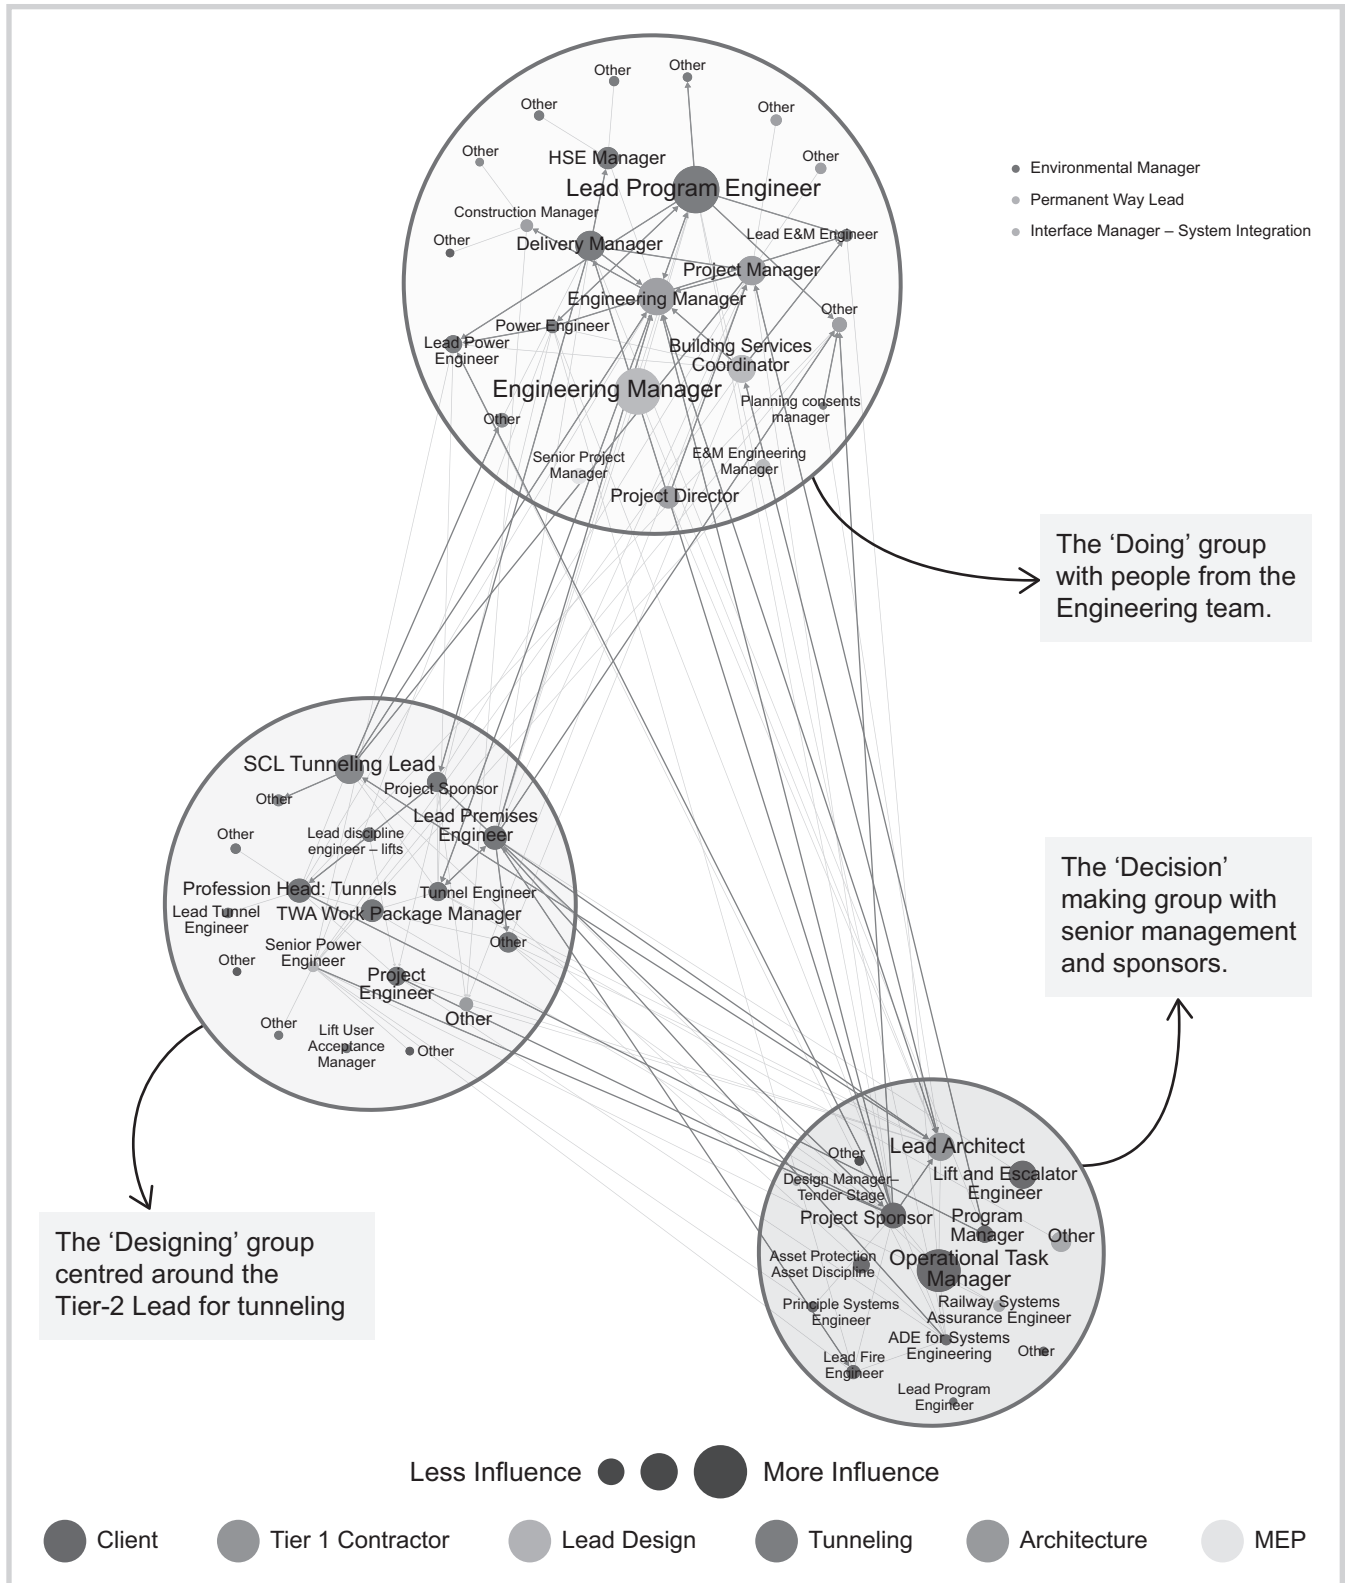 Other
Other
Other
Other
Other
Other
HSE Manager
Lead Program Engineer
Construction Manager
Other
Delivery Manager
Lead E&M Engineer
Project Manager
Engineering Manager
Other
Power Engineer
Lead Power
Engineer
Building Services
Coordinator
Engineering Manager
Planning consents
manager
Other
Senior Project
Manager
E&M Engineering
Manager
Project Director
Environmental Manager
Permanent Way Lead
Interface Manager – System Integration
The ‘Doing’ group
with people from the
Engineering team.
SCL Tunneling Lead
Project Sponsor
Other
Lead Premises
Engineer
Other
Lead discipline
engineer – lifts
Profession Head: Tunnels
Tunnel Engineer
Lead Tunnel
Engineer
TWA Work Package Manager
Senior Power
Engineer
Other
Other
Project
Engineer
Other
Other
Lift User
Acceptance
Manager
Other
The ‘Decision’
making group with
senior management
and sponsors.
The ‘Designing’ group
centred around the
Tier-2 Lead for tunneling
Lead Architect
Other
Lift and Escalator
Engineer
Design Manager–
Tender Stage
Project Sponsor
Program
Manager
Other
Asset Protection
Asset Discipline
Operational Task
Manager
Principle Systems
Engineer
Railway Systems
Assurance Engineer
ADE for Systems
Engineering
Other
Lead Fire
Engineer
Lead Program
Engineer
Less Influence
More Influence
Client
Tier 1 Contractor
Lead Design
Tunneling
Architecture
MEP